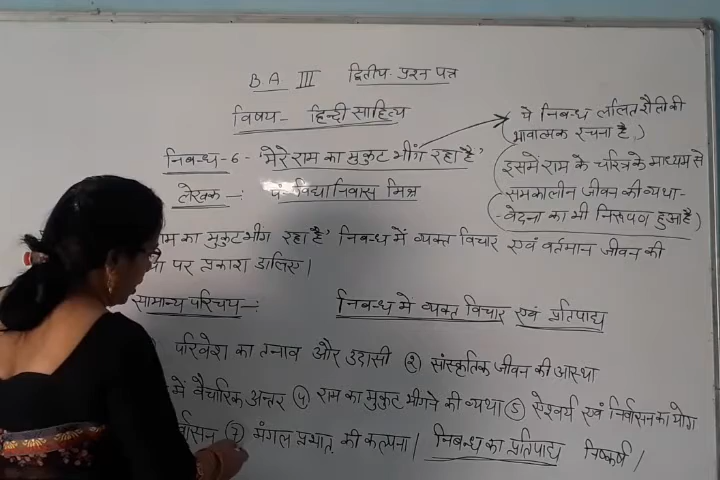 B A III द्वितीय प्रश्न पत्र
विषय- हिन्दी साहित्य
निबन्ध-6- 'मेरे राम का मुकुट भींग रहा है'
लेखक -: पं विद्यानिवास मिश्र
ये निबन्ध ललित शैली की
भावात्मक रचना है,)
इसमें राम के चरित्र के माध्यम से
समकालीन जीवन की व्यथा-
वेदना का भी निरूपण हुआ है)
राम का मुकुट भींग रहा है' निबन्ध में व्यक्त विचार एवं वर्तमान जीवन की
पर प्रकाश डालिए।
सामान्य परिचय-: निबन्ध में व्यक्त विचार एवं प्रतिपाद्य
परिवेश का तनाव और उदासी ② सांस्कृतिक जीवन की आस्था
में वैचारिक अन्तर ④ राम का मुकुट भीगने की व्यथा ⑤ ऐश्वर्य एवं निर्वासन का योग
⑦ मंगल प्रभात की कल्पना। निबन्ध का प्रतिपाद्य निष्कर्ष।